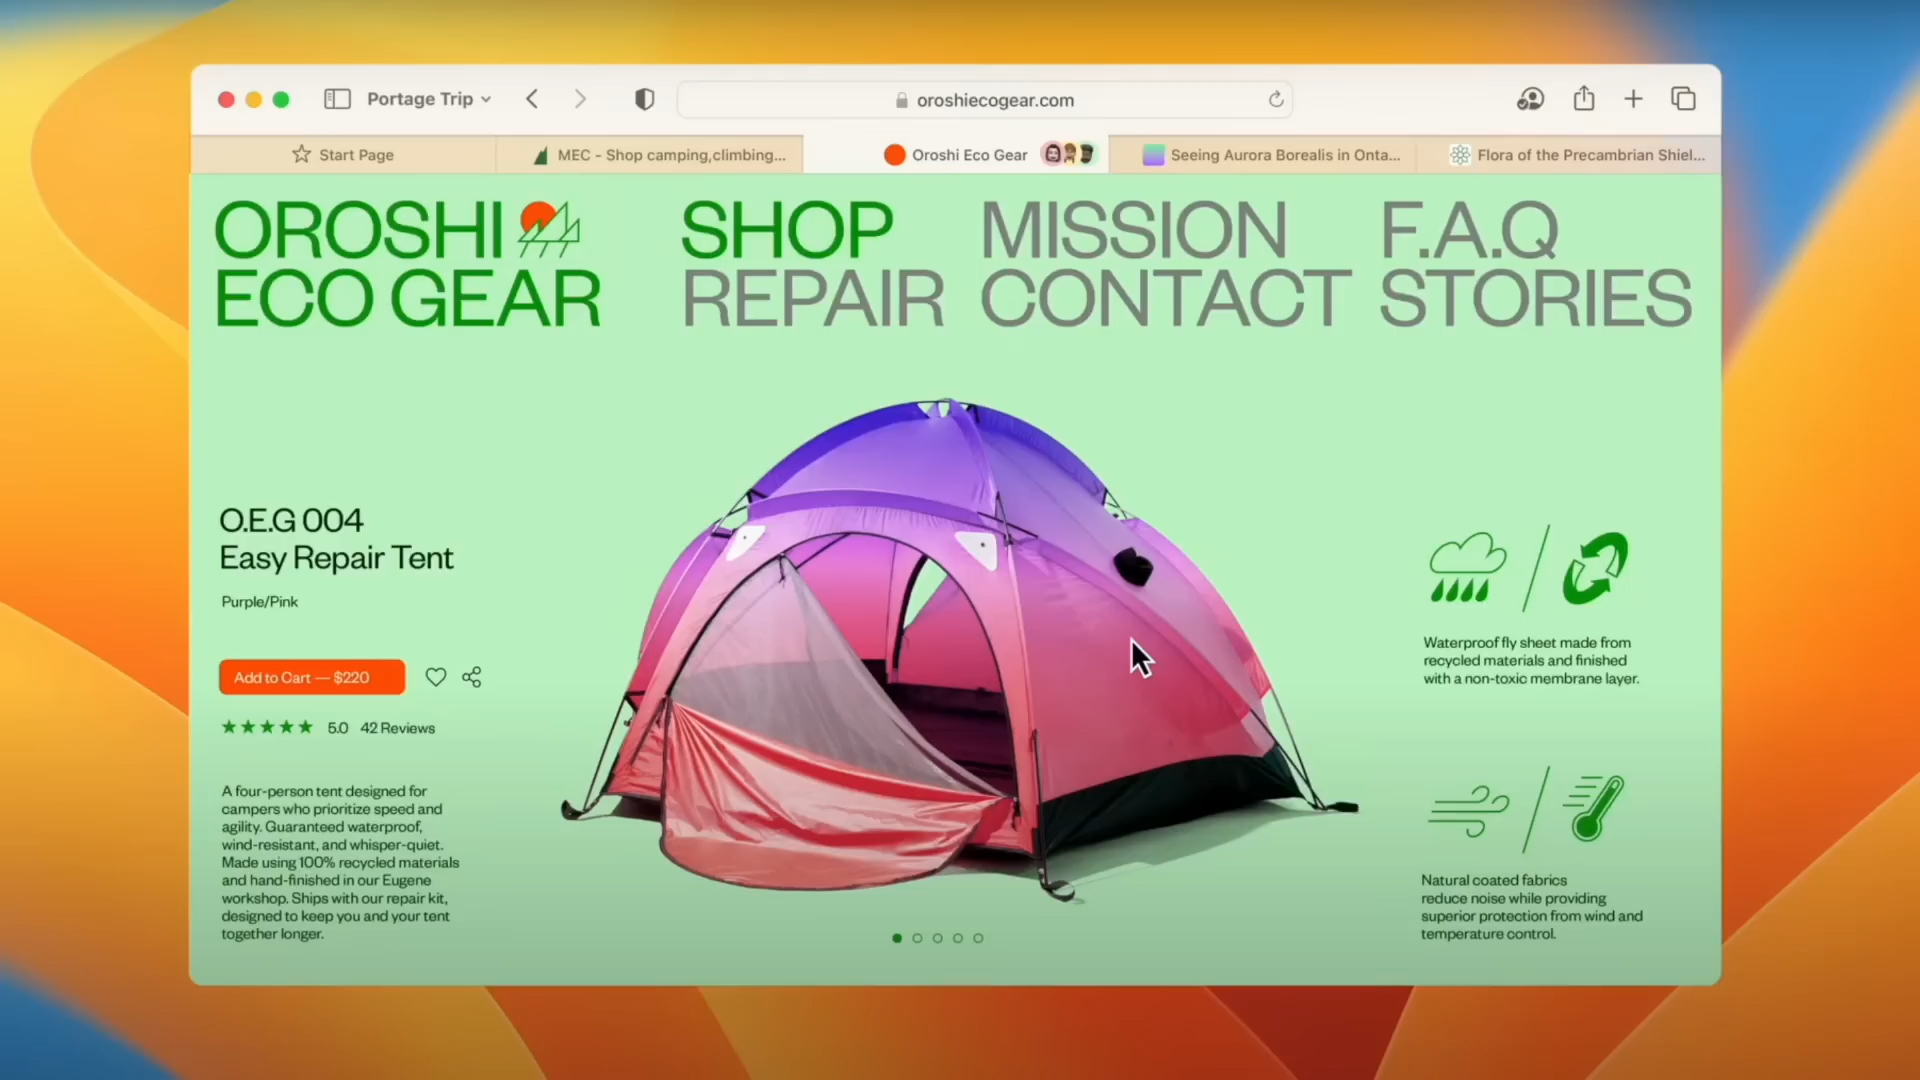 Portage Trip
oroshiecogear.com
Start Page
MEC - Shop camping,climbing...
Oroshi Eco Gear
Seeing Aurora Borealis in Onta...
Flora of the Precambrian Shiel...
OROSHI
ECO GEAR
SHOP
REPAIR
MISSION
CONTACT
F.A.Q
STORIES
O.E.G 004
Easy Repair Tent
Purple/Pink
Add to Cart — $220
5.0 42 Reviews
A four-person tent designed for
campers who prioritize speed and
agility. Guaranteed waterproof,
wind-resistant, and whisper-quiet.
Made using 100% recycled materials
and hand-finished in our Eugene
workshop. Ships with our repair kit,
designed to keep you and your tent
together longer.
Waterproof fly sheet made from
recycled materials and finished
with a non-toxic membrane layer.
Natural coated fabrics
reduce noise while providing
superior protection from wind and
temperature control.